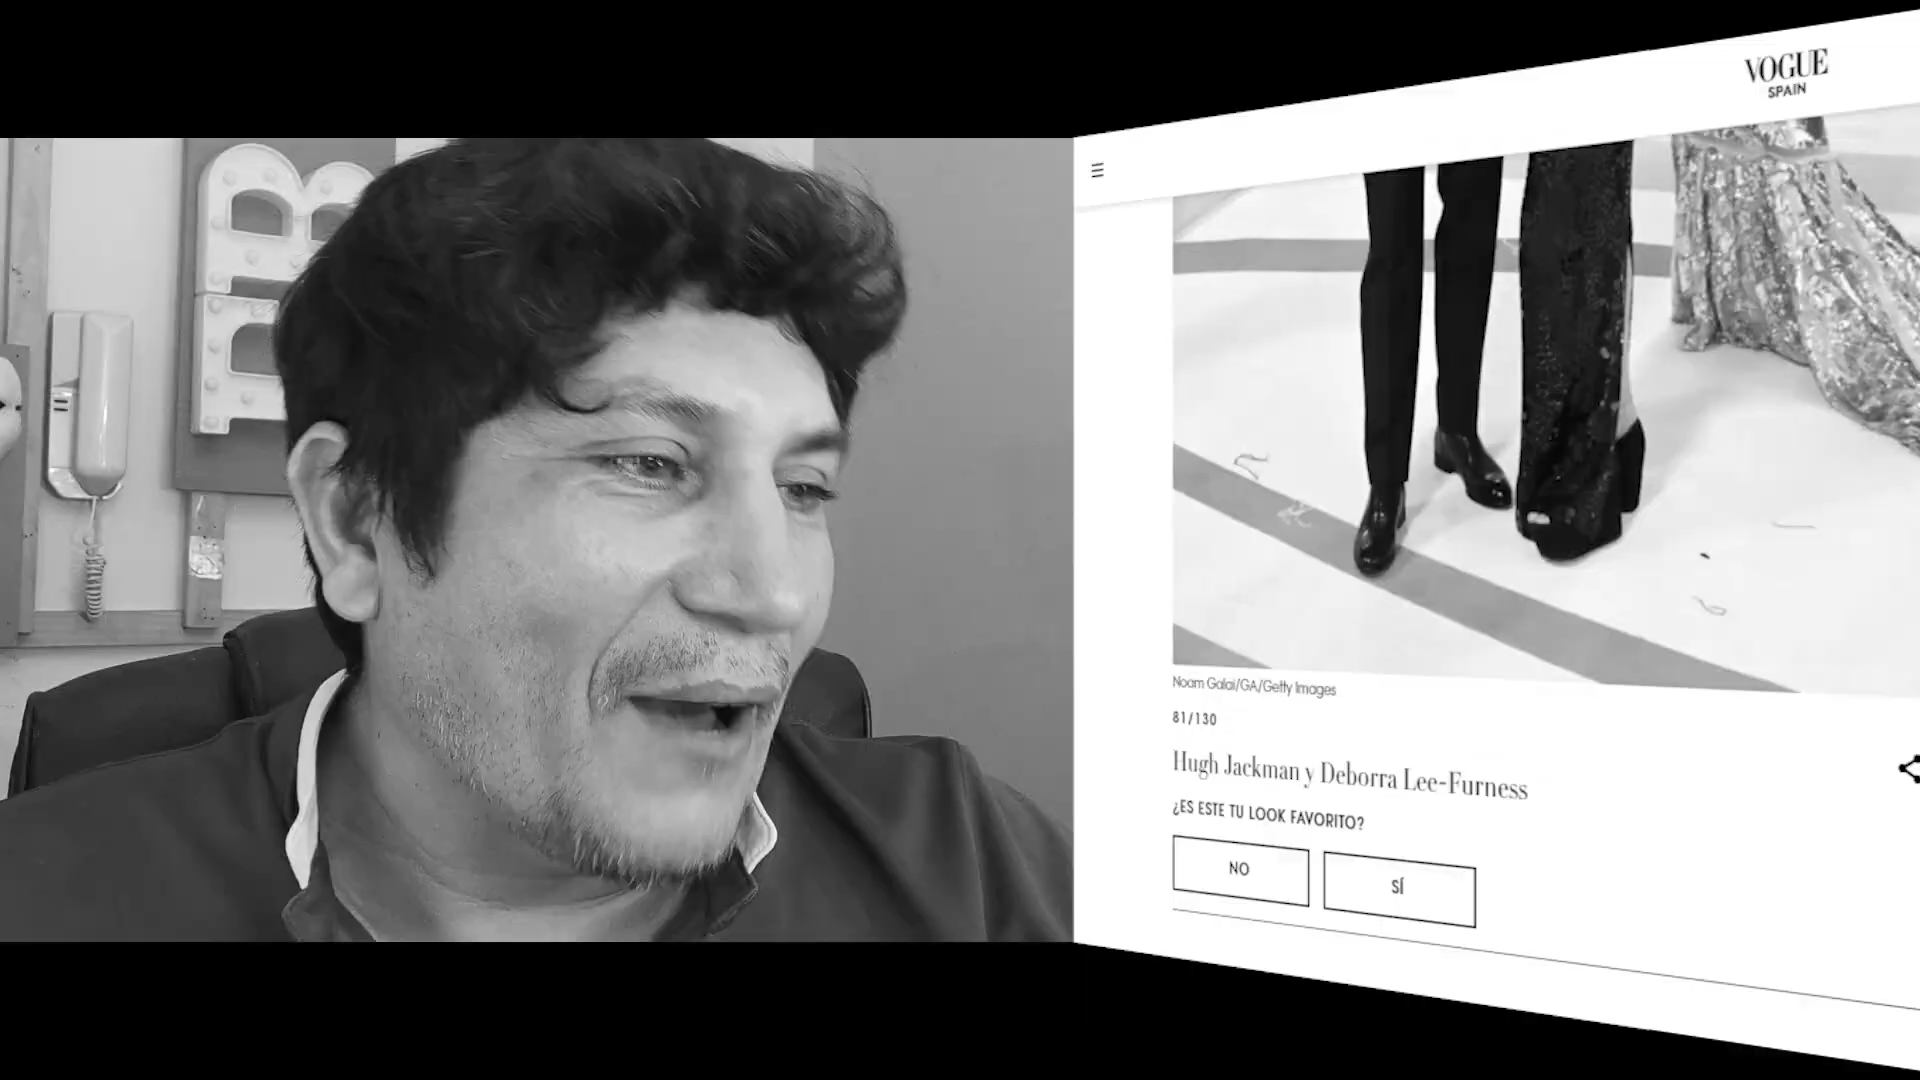 VOGUE
SPAIN
Noam Galai/GA/Getty Images
81/130
Hugh Jackman y Deborra Lee-Furness
¿ES ESTE TU LOOK FAVORITO?
NO
SÍ